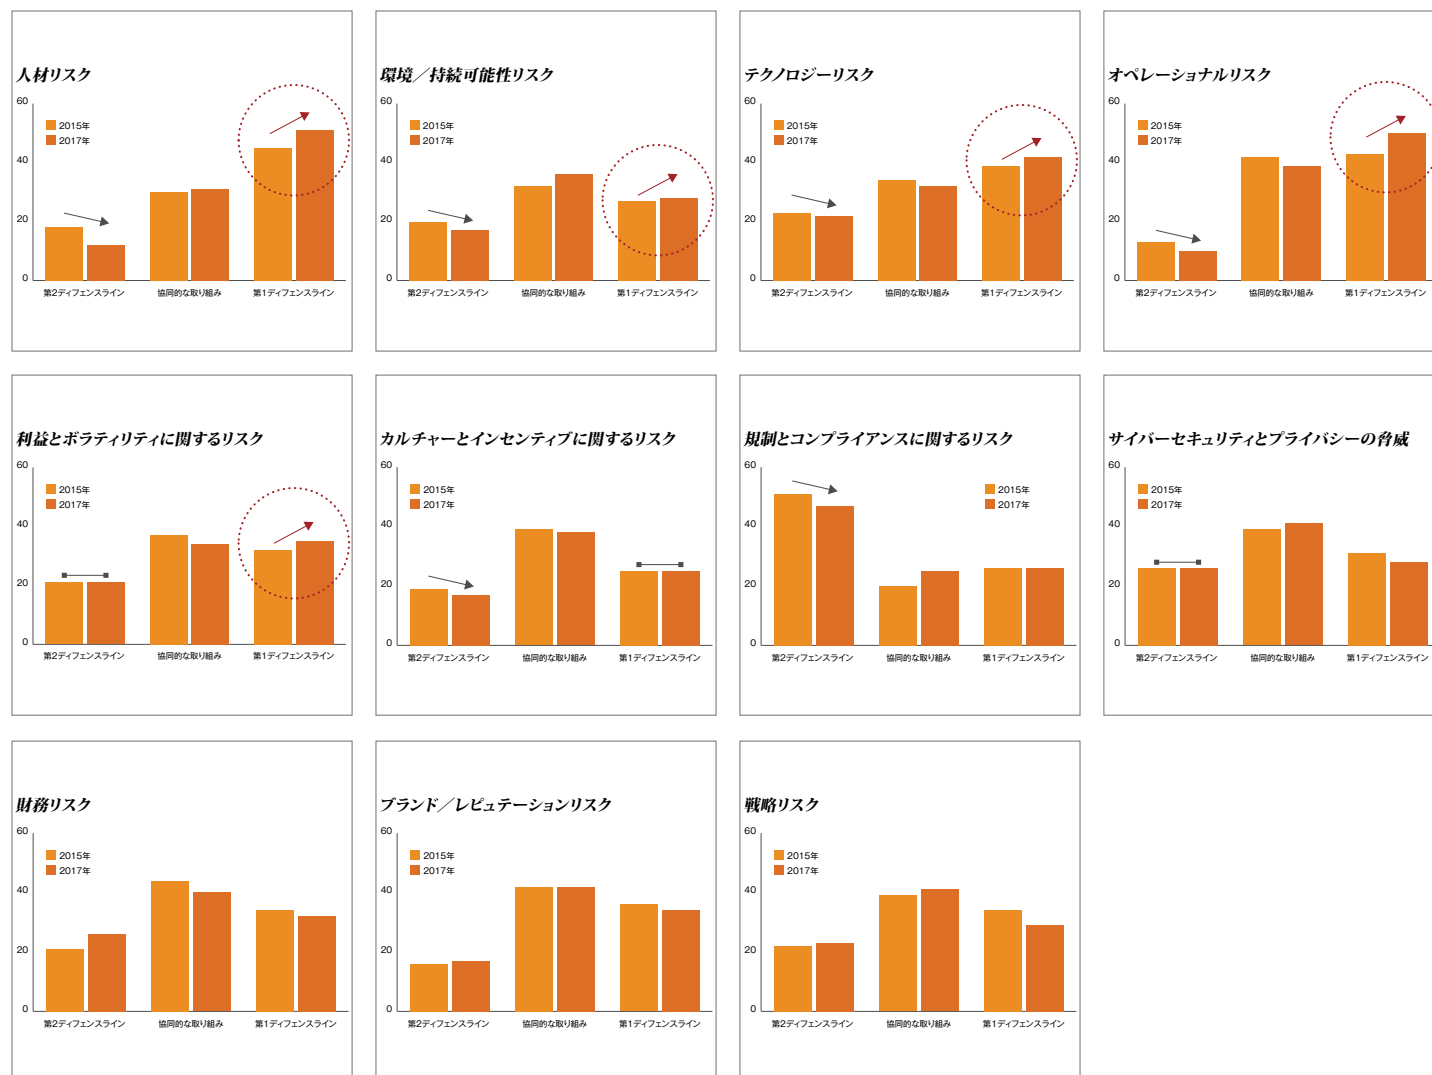 人材リスク
60
40
20
0
2015年
2017年
第2ディフェンスライン
協同的な取り組み
第1ディフェンスライン
環境／持続可能性リスク
60
40
20
0
2015年
2017年
第2ディフェンスライン
協同的な取り組み
第1ディフェンスライン
テクノロジーリスク
60
40
20
0
2015年
2017年
第2ディフェンスライン
協同的な取り組み
第1ディフェンスライン
オペレーショナルリスク
60
40
20
0
2015年
2017年
第2ディフェンスライン
協同的な取り組み
第1ディフェンスライン
利益とボラティリティに関するリスク
60
40
20
0
2015年
2017年
第2ディフェンスライン
協同的な取り組み
第1ディフェンスライン
カルチャーとインセンティブに関するリスク
60
40
20
0
2015年
2017年
第2ディフェンスライン
協同的な取り組み
第1ディフェンスライン
規制とコンプライアンスに関するリスク
60
40
20
0
2015年
2017年
第2ディフェンスライン
協同的な取り組み
第1ディフェンスライン
サイバーセキュリティとプライバシーの脅威
60
40
20
0
2015年
2017年
第2ディフェンスライン
協同的な取り組み
第1ディフェンスライン
財務リスク
60
40
20
0
2015年
2017年
第2ディフェンスライン
協同的な取り組み
第1ディフェンスライン
ブランド／レピュテーションリスク
60
40
20
0
2015年
2017年
第2ディフェンスライン
協同的な取り組み
第1ディフェンスライン
戦略リスク
60
40
20
0
2015年
2017年
第2ディフェンスライン
協同的な取り組み
第1ディフェンスライン